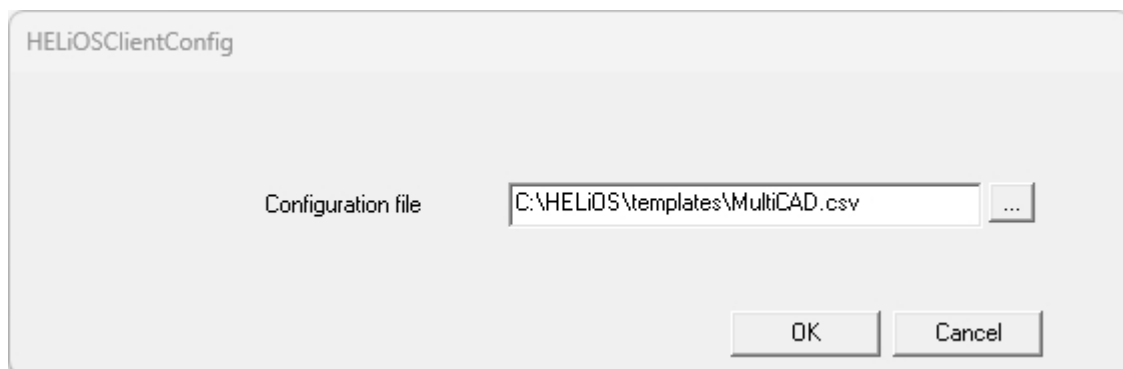 HELiOSClientConfig
Configuration file C:\HELiOS\templates\MultiCAD.csv ...
OK Cancel